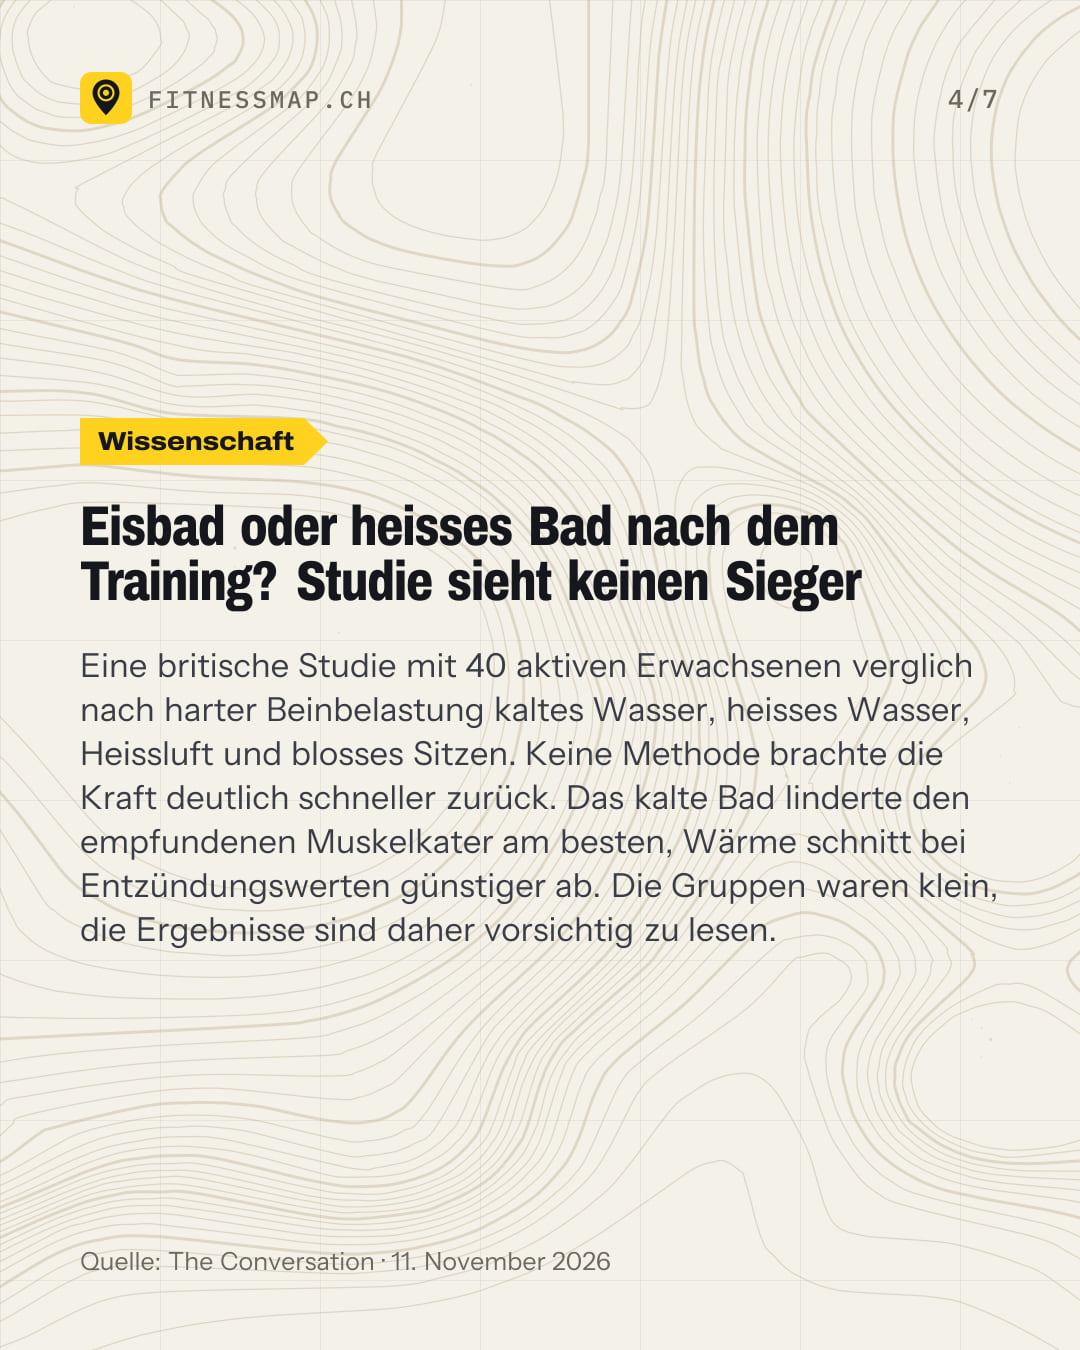 FITNESSMAP.CH
4/7
Wissenschaft
Eisbad oder heisses Bad nach dem
Training? Studie sieht keinen Sieger
Eine britische Studie mit 40 aktiven Erwachsenen verglich
nach harter Beinbelastung kaltes Wasser, heisses Wasser,
Heissluft und blosses Sitzen. Keine Methode brachte die
Kraft deutlich schneller zurück. Das kalte Bad linderte den
empfundenen Muskelkater am besten, Wärme schnitt bei
Entzündungswerten günstiger ab. Die Gruppen waren klein,
die Ergebnisse sind daher vorsichtig zu lesen.
Quelle: The Conversation · 11. November 2026